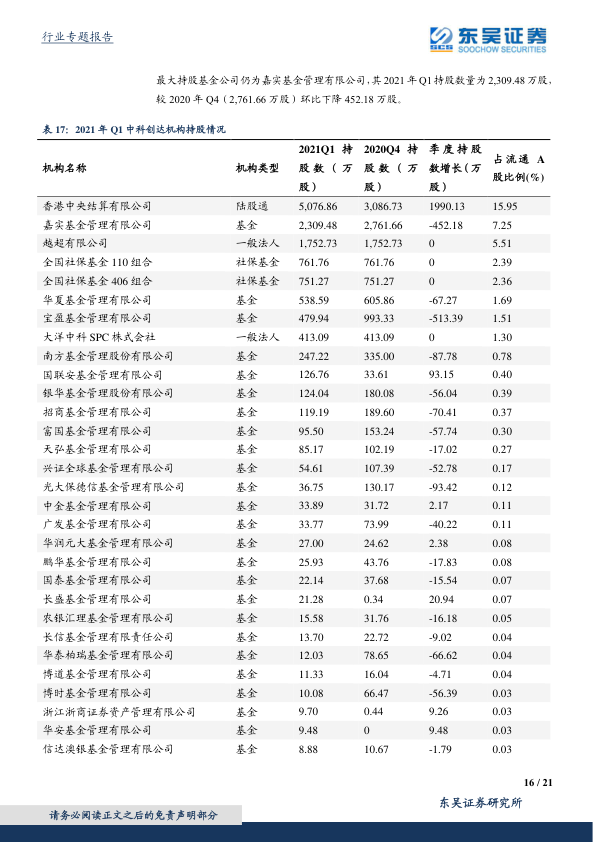 行业专题报告
东吴证券
SCS
SOOCHOW SECURITIES
最大持股基金公司仍为嘉实基金管理有限公司,其 2021 年 Q1 持股数量为 2,309.48 万股,
较 2020 年 Q4（2,761.66 万股）环比下降 452.18 万股。
表 17：2021 年 Q1 中科创达机构持股情况
机构名称 机构类型 2021Q1 持股数（万股） 2020Q4 持股数（万股） 季度持股数增长(万股） 占流通 A 股比例(%)
香港中央结算有限公司 陆股通 5,076.86 3,086.73 1990.13 15.95
嘉实基金管理有限公司 基金 2,309.48 2,761.66 -452.18 7.25
越超有限公司 一般法人 1,752.73 1,752.73 0 5.51
全国社保基金 110 组合 社保基金 761.76 761.76 0 2.39
全国社保基金 406 组合 社保基金 751.27 751.27 0 2.36
华夏基金管理有限公司 基金 538.59 605.86 -67.27 1.69
宝盈基金管理有限公司 基金 479.94 993.33 -513.39 1.51
大洋中科 SPC 株式会社 一般法人 413.09 413.09 0 1.30
南方基金管理股份有限公司 基金 247.22 335.00 -87.78 0.78
国联安基金管理有限公司 基金 126.76 33.61 93.15 0.40
银华基金管理股份有限公司 基金 124.04 180.08 -56.04 0.39
招商基金管理有限公司 基金 119.19 189.60 -70.41 0.37
富国基金管理有限公司 基金 95.50 153.24 -57.74 0.30
天弘基金管理有限公司 基金 85.17 102.19 -17.02 0.27
兴证全球基金管理有限公司 基金 54.61 107.39 -52.78 0.17
光大保德信基金管理有限公司 基金 36.75 130.17 -93.42 0.12
中金基金管理有限公司 基金 33.89 31.72 2.17 0.11
广发基金管理有限公司 基金 33.77 73.99 -40.22 0.11
华润元大基金管理有限公司 基金 27.00 24.62 2.38 0.08
鹏华基金管理有限公司 基金 25.93 43.76 -17.83 0.08
国泰基金管理有限公司 基金 22.14 37.68 -15.54 0.07
长盛基金管理有限公司 基金 21.28 0.34 20.94 0.07
农银汇理基金管理有限公司 基金 15.58 31.76 -16.18 0.05
长信基金管理有限责任公司 基金 13.70 22.72 -9.02 0.04
华泰柏瑞基金管理有限公司 基金 12.03 78.65 -66.62 0.04
博道基金管理有限公司 基金 11.33 16.04 -4.71 0.04
博时基金管理有限公司 基金 10.08 66.47 -56.39 0.03
浙江浙商证券资产管理有限公司 基金 9.70 0.44 9.26 0.03
华安基金管理有限公司 基金 9.48 0 9.48 0.03
信达澳银基金管理有限公司 基金 8.88 10.67 -1.79 0.03
16 / 21
东吴证券研究所
请务必阅读正文之后的免责声明部分